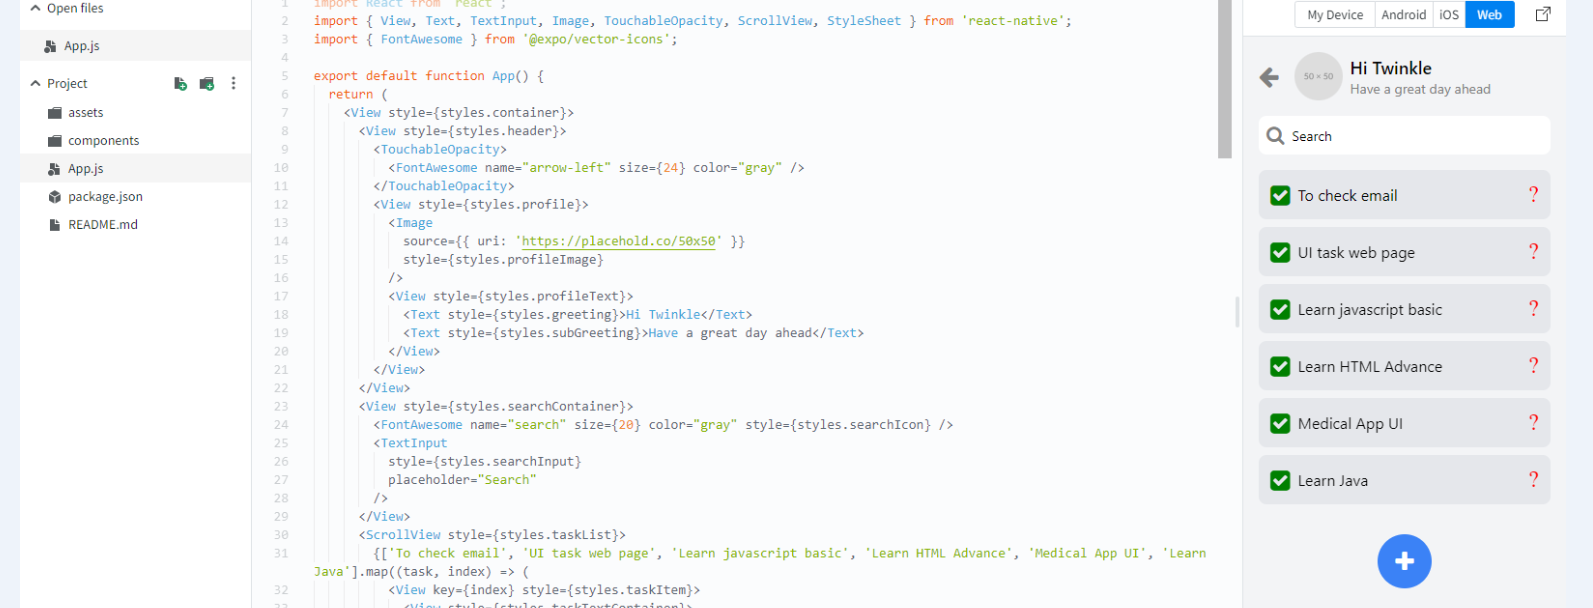 Open files
App.js
Project
assets
components
App.js
package.json
README.md
1 import React from 'react';
2 import { View, Text, TextInput, Image, TouchableOpacity, ScrollView, StyleSheet } from 'react-native';
3 import { FontAwesome } from '@expo/vector-icons';
4
5 export default function App() {
6 return (
7 <View style={styles.container}>
8 <View style={styles.header}>
9 <TouchableOpacity>
10 <FontAwesome name="arrow-left" size={24} color="gray" />
11 </TouchableOpacity>
12 <View style={styles.profile}>
13 <Image
14 source={{ uri: 'https://placehold.co/50x50' }}
15 style={styles.profileImage}
16 />
17 <View style={styles.profileText}>
18 <Text style={styles.greeting}>Hi Twinkle</Text>
19 <Text style={styles.subGreeting}>Have a great day ahead</Text>
20 </View>
21 </View>
22 </View>
23 <View style={styles.searchContainer}>
24 <FontAwesome name="search" size={20} color="gray" style={styles.searchIcon} />
25 <TextInput
26 style={styles.searchInput}
27 placeholder="Search"
28 />
29 </View>
30 <ScrollView style={styles.taskList}>
31 {['To check email', 'UI task web page', 'Learn javascript basic', 'Learn HTML Advance', 'Medical App UI', 'Learn
Java'].map((task, index) => (
32 <View key={index} style={styles.taskItem}>
33 <View style={styles.taskTextContainer}>
My Device Android iOS Web
50 × 50
Hi Twinkle
Have a great day ahead
Search
To check email ?
UI task web page ?
Learn javascript basic ?
Learn HTML Advance ?
Medical App UI ?
Learn Java ?